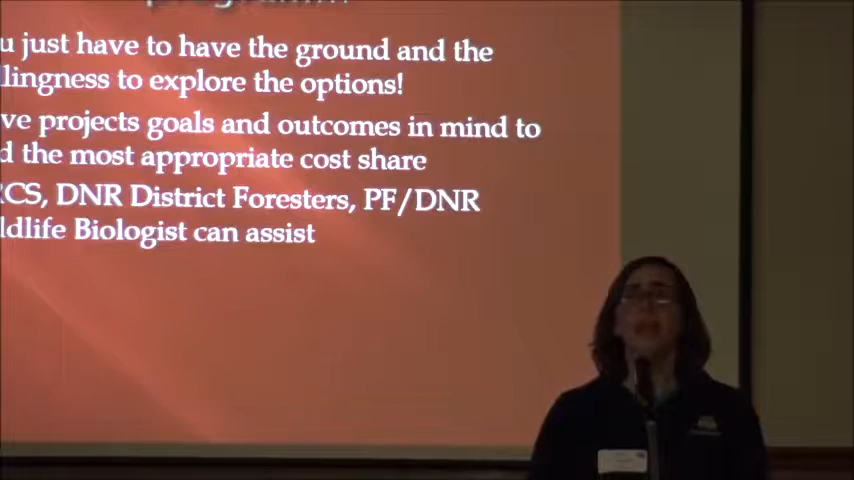 u just have to have the ground and the
llingness to explore the options!
ve projects goals and outcomes in mind to
d the most appropriate cost share
CS, DNR District Foresters, PF/DNR
ldlife Biologist can assist